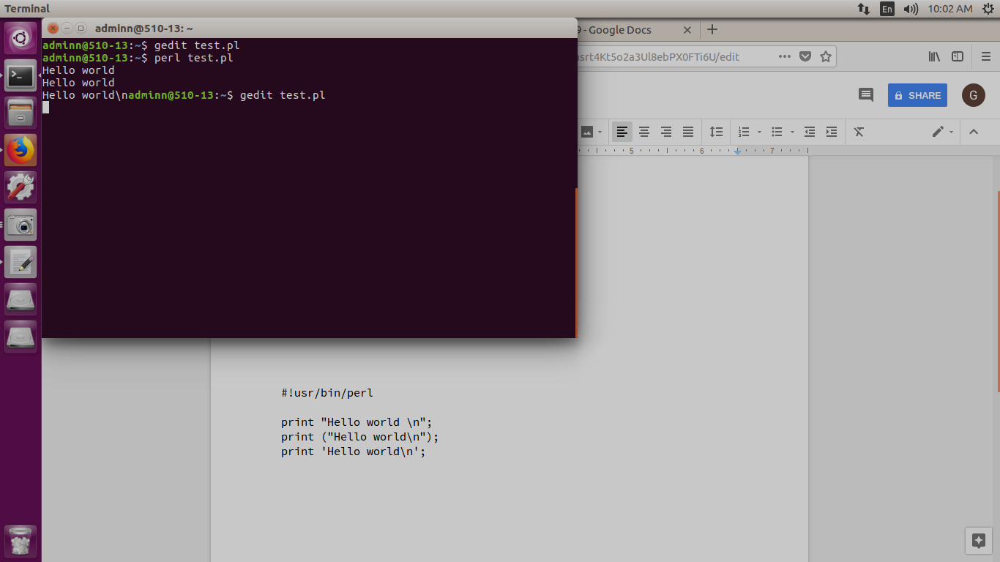 Terminal
En
10:02 AM
adminn@510-13: ~
adminn@510-13:~$ gedit test.pl
adminn@510-13:~$ perl test.pl
Hello world
Hello world
Hello world\nadminn@510-13:~$ gedit test.pl
9 - Google Docs
srt4Kt5o2a3Ul8ebPX0FTi6U/edit
SHARE
G
5 6 7
#!usr/bin/perl
print "Hello world \n";
print ("Hello world\n");
print 'Hello world\n';